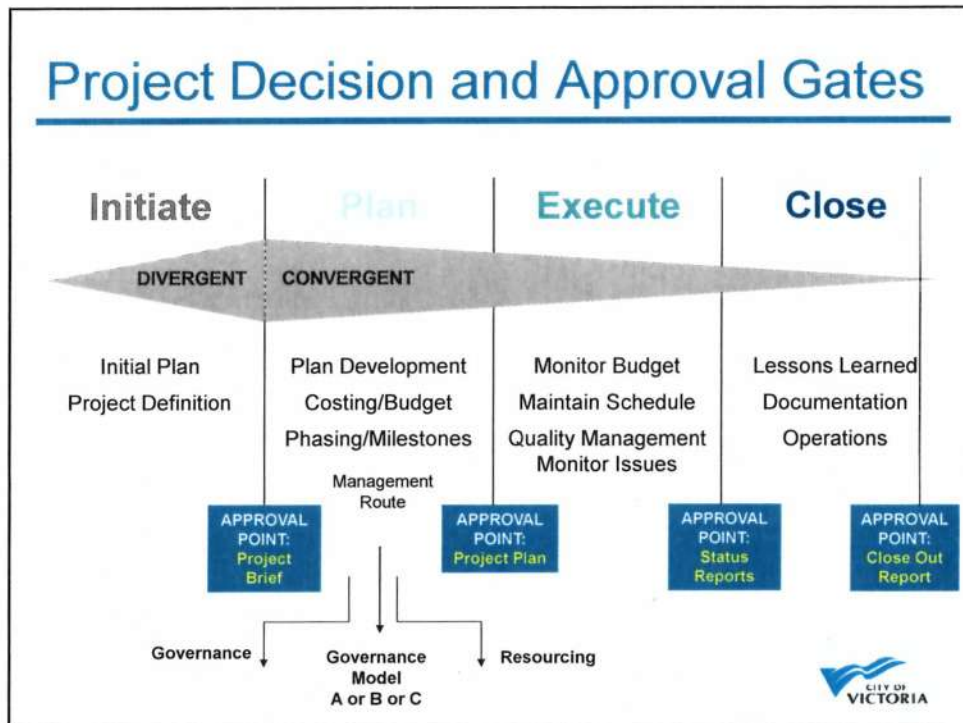 Project Decision and Approval Gates
Initiate
Plan
Execute
Close
DIVERGENT
CONVERGENT
Initial Plan
Project Definition
Plan Development
Costing/Budget
Phasing/Milestones
Management
Route
Monitor Budget
Maintain Schedule
Quality Management
Monitor Issues
Lessons Learned
Documentation
Operations
APPROVAL
POINT:
Project
Brief
APPROVAL
POINT:
Project Plan
APPROVAL
POINT:
Status
Reports
APPROVAL
POINT:
Close Out
Report
Governance
Governance
Model
A or B or C
Resourcing
CITY OF
VICTORIA